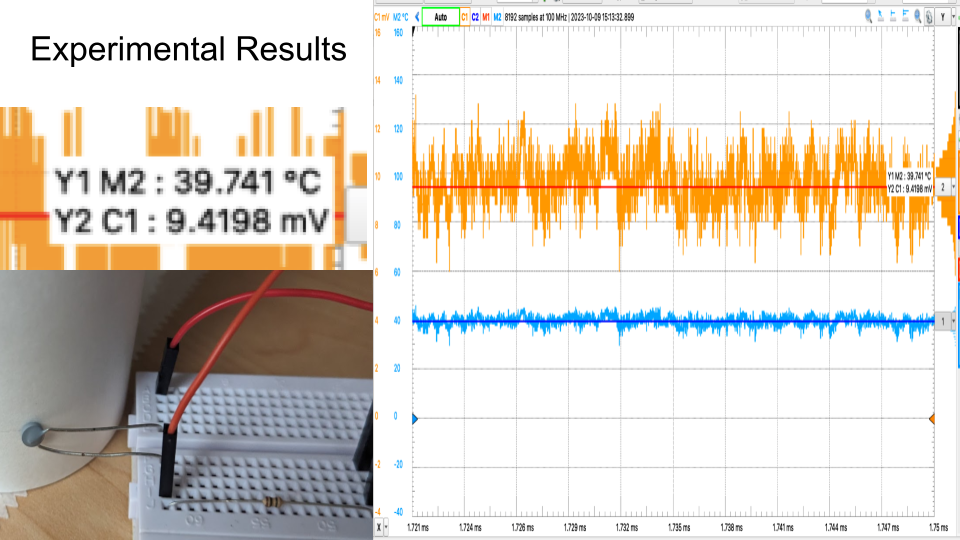 Experimental Results
Y1 M2 : 39.741 °C
Y2 C1 : 9.4198 mV
C1 mV M2 °C Auto C1 C2 M1 M2 8192 samples at 100 MHz | 2023-10-09 15:13:32.899 Y
16 160
14 140
12 120
10 100
Y1 M2 : 39.741 °C
Y2 C1 : 9.4198 mV
2
8 80
6 60
4 40
1
2 20
0 0
-2 -20
-4 -40
X 1.721 ms 1.724 ms 1.726 ms 1.729 ms 1.732 ms 1.735 ms 1.738 ms 1.741 ms 1.744 ms 1.747 ms 1.75 ms
60 55 50